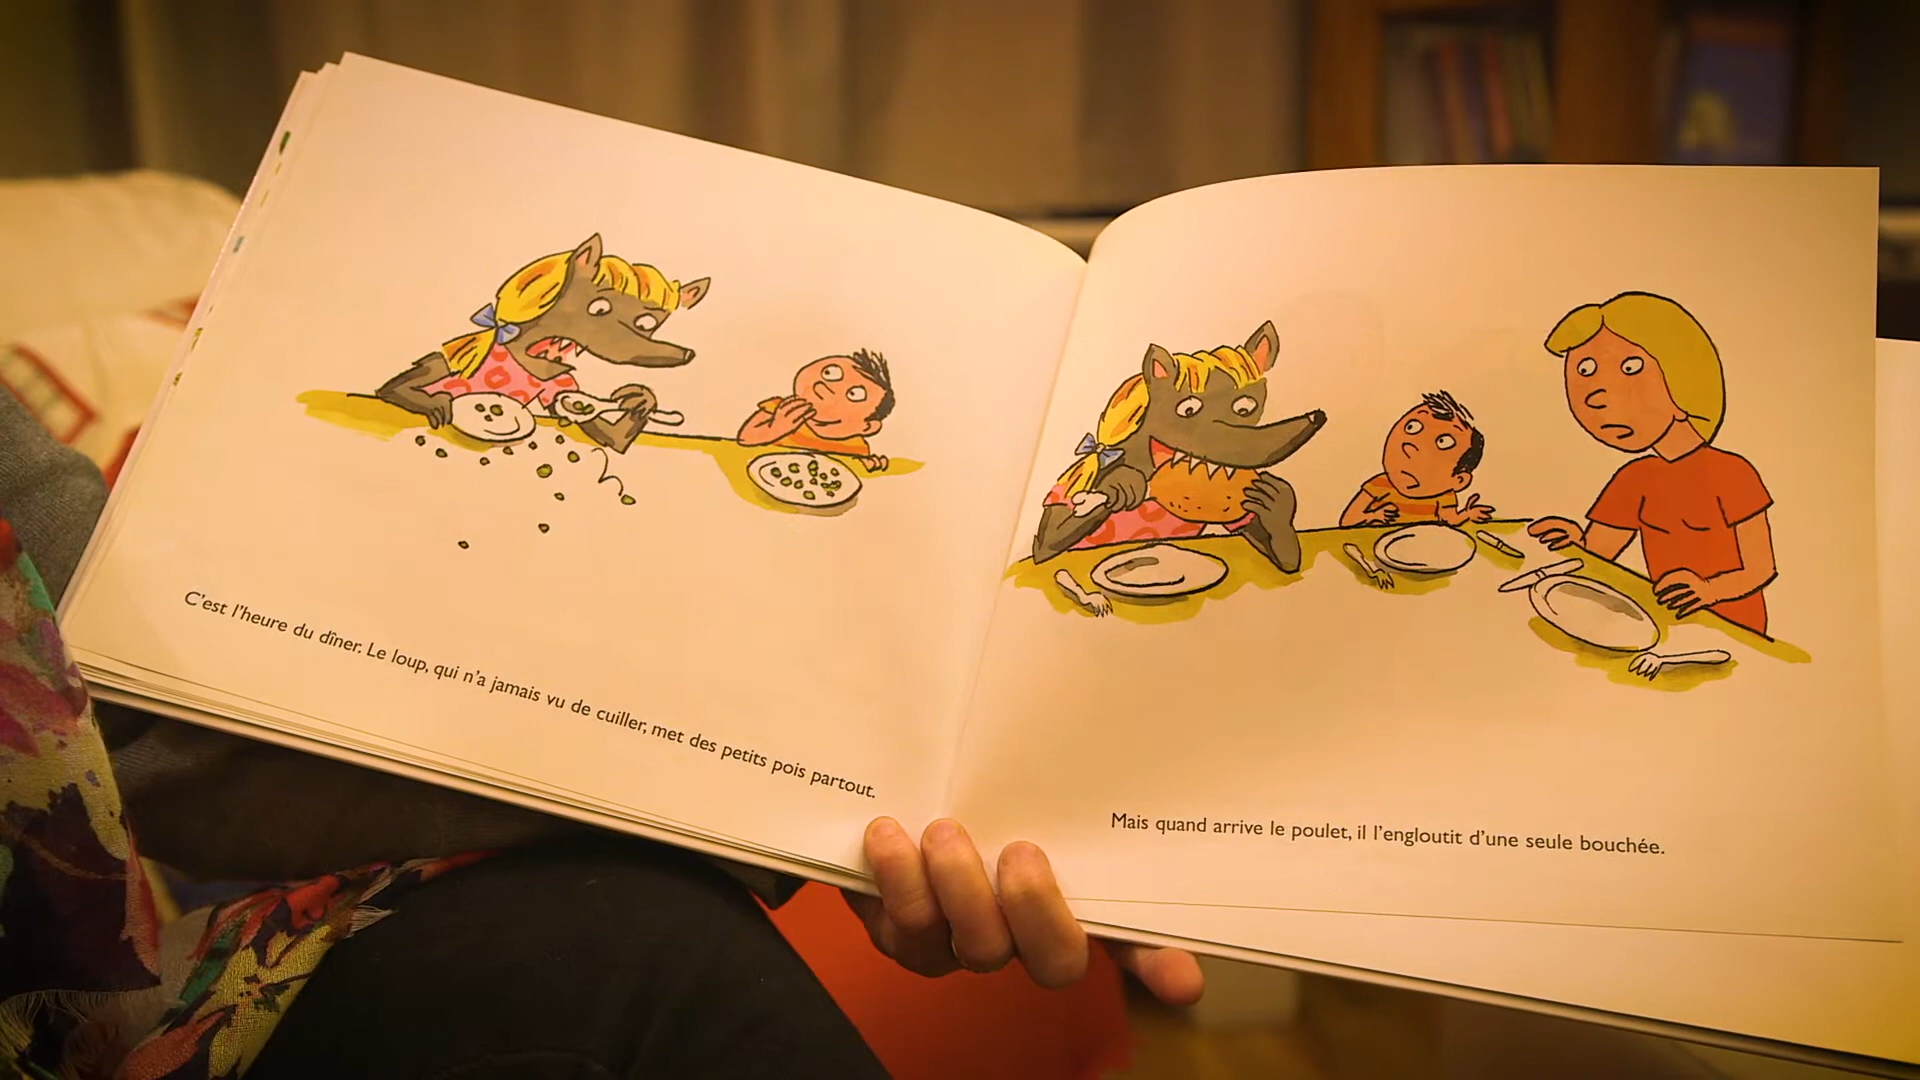 C'est l'heure du dîner. Le loup, qui n'a jamais vu de cuiller, met des petits pois partout.
Mais quand arrive le poulet, il l'engloutit d'une seule bouchée.